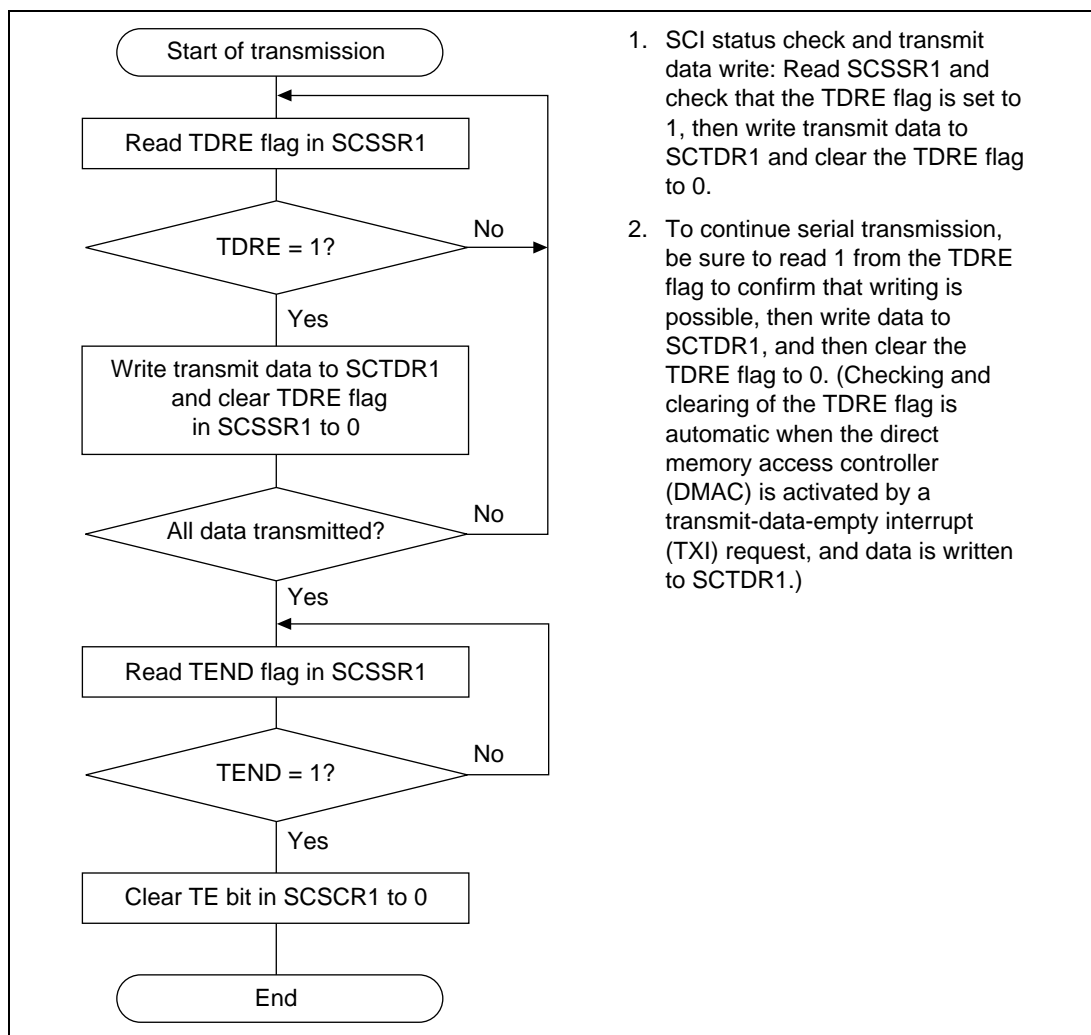 Start of transmission
Read TDRE flag in SCSSR1
TDRE = 1?
No
Yes
Write transmit data to SCTDR1
and clear TDRE flag
in SCSSR1 to 0
All data transmitted?
No
Yes
Read TEND flag in SCSSR1
TEND = 1?
No
Yes
Clear TE bit in SCSCR1 to 0
End
1. SCI status check and transmit
data write: Read SCSSR1 and
check that the TDRE flag is set to
1, then write transmit data to
SCTDR1 and clear the TDRE flag
to 0.
2. To continue serial transmission,
be sure to read 1 from the TDRE
flag to confirm that writing is
possible, then write data to
SCTDR1, and then clear the
TDRE flag to 0. (Checking and
clearing of the TDRE flag is
automatic when the direct
memory access controller
(DMAC) is activated by a
transmit-data-empty interrupt
(TXI) request, and data is written
to SCTDR1.)